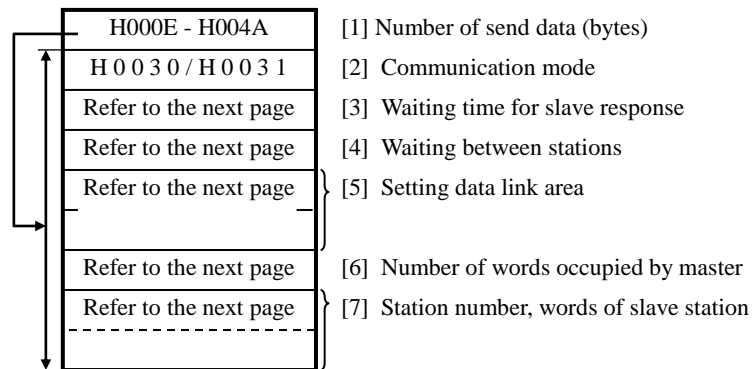 H000E - H004A [1] Number of send data (bytes)
H 0 0 3 0 / H 0 0 3 1 [2] Communication mode
Refer to the next page [3] Waiting time for slave response
Refer to the next page [4] Waiting between stations
Refer to the next page [5] Setting data link area
Refer to the next page [6] Number of words occupied by master
Refer to the next page [7] Station number, words of slave station